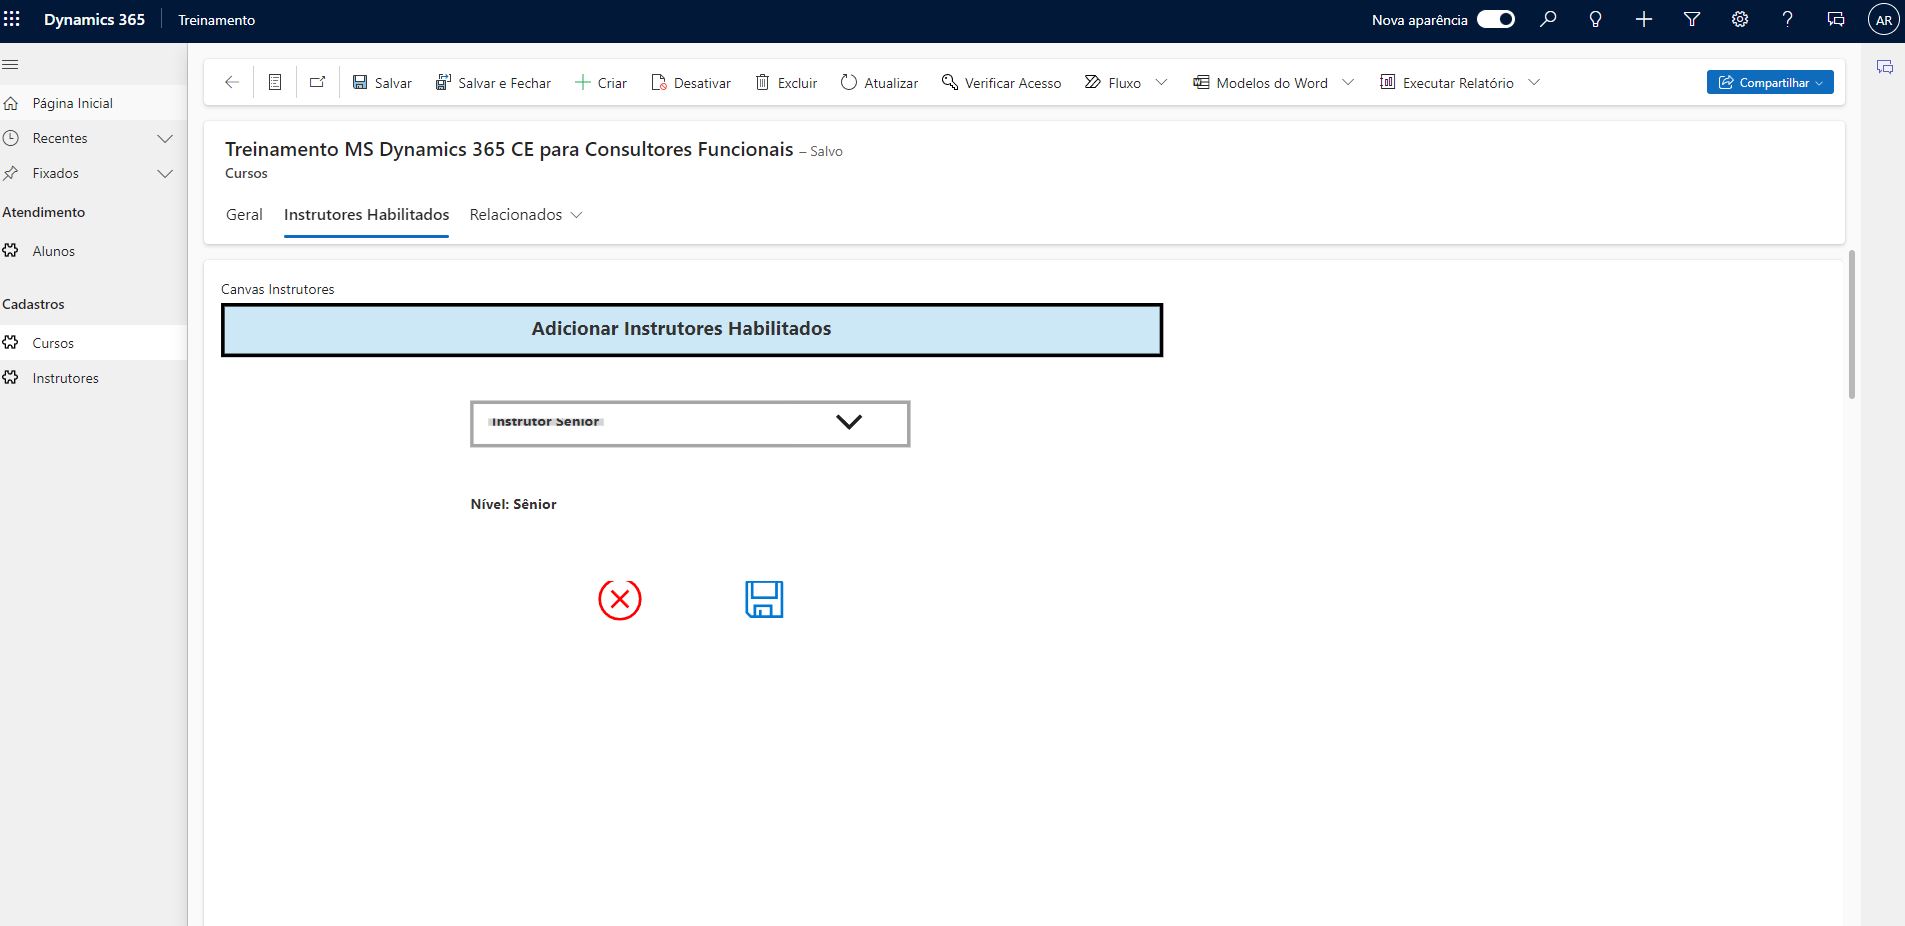 Dynamics 365 Treinamento Nova aparência AR
Salvar Salvar e Fechar Criar Desativar Excluir Atualizar Verificar Acesso Fluxo Modelos do Word Executar Relatório Compartilhar
Página Inicial
Recentes
Fixados
Atendimento
Alunos
Cadastros
Cursos
Instrutores
Treinamento MS Dynamics 365 CE para Consultores Funcionais – Salvo
Cursos
Geral Instrutores Habilitados Relacionados
Canvas Instrutores
Adicionar Instrutores Habilitados
Instrutor Sênior
Nível: Sênior